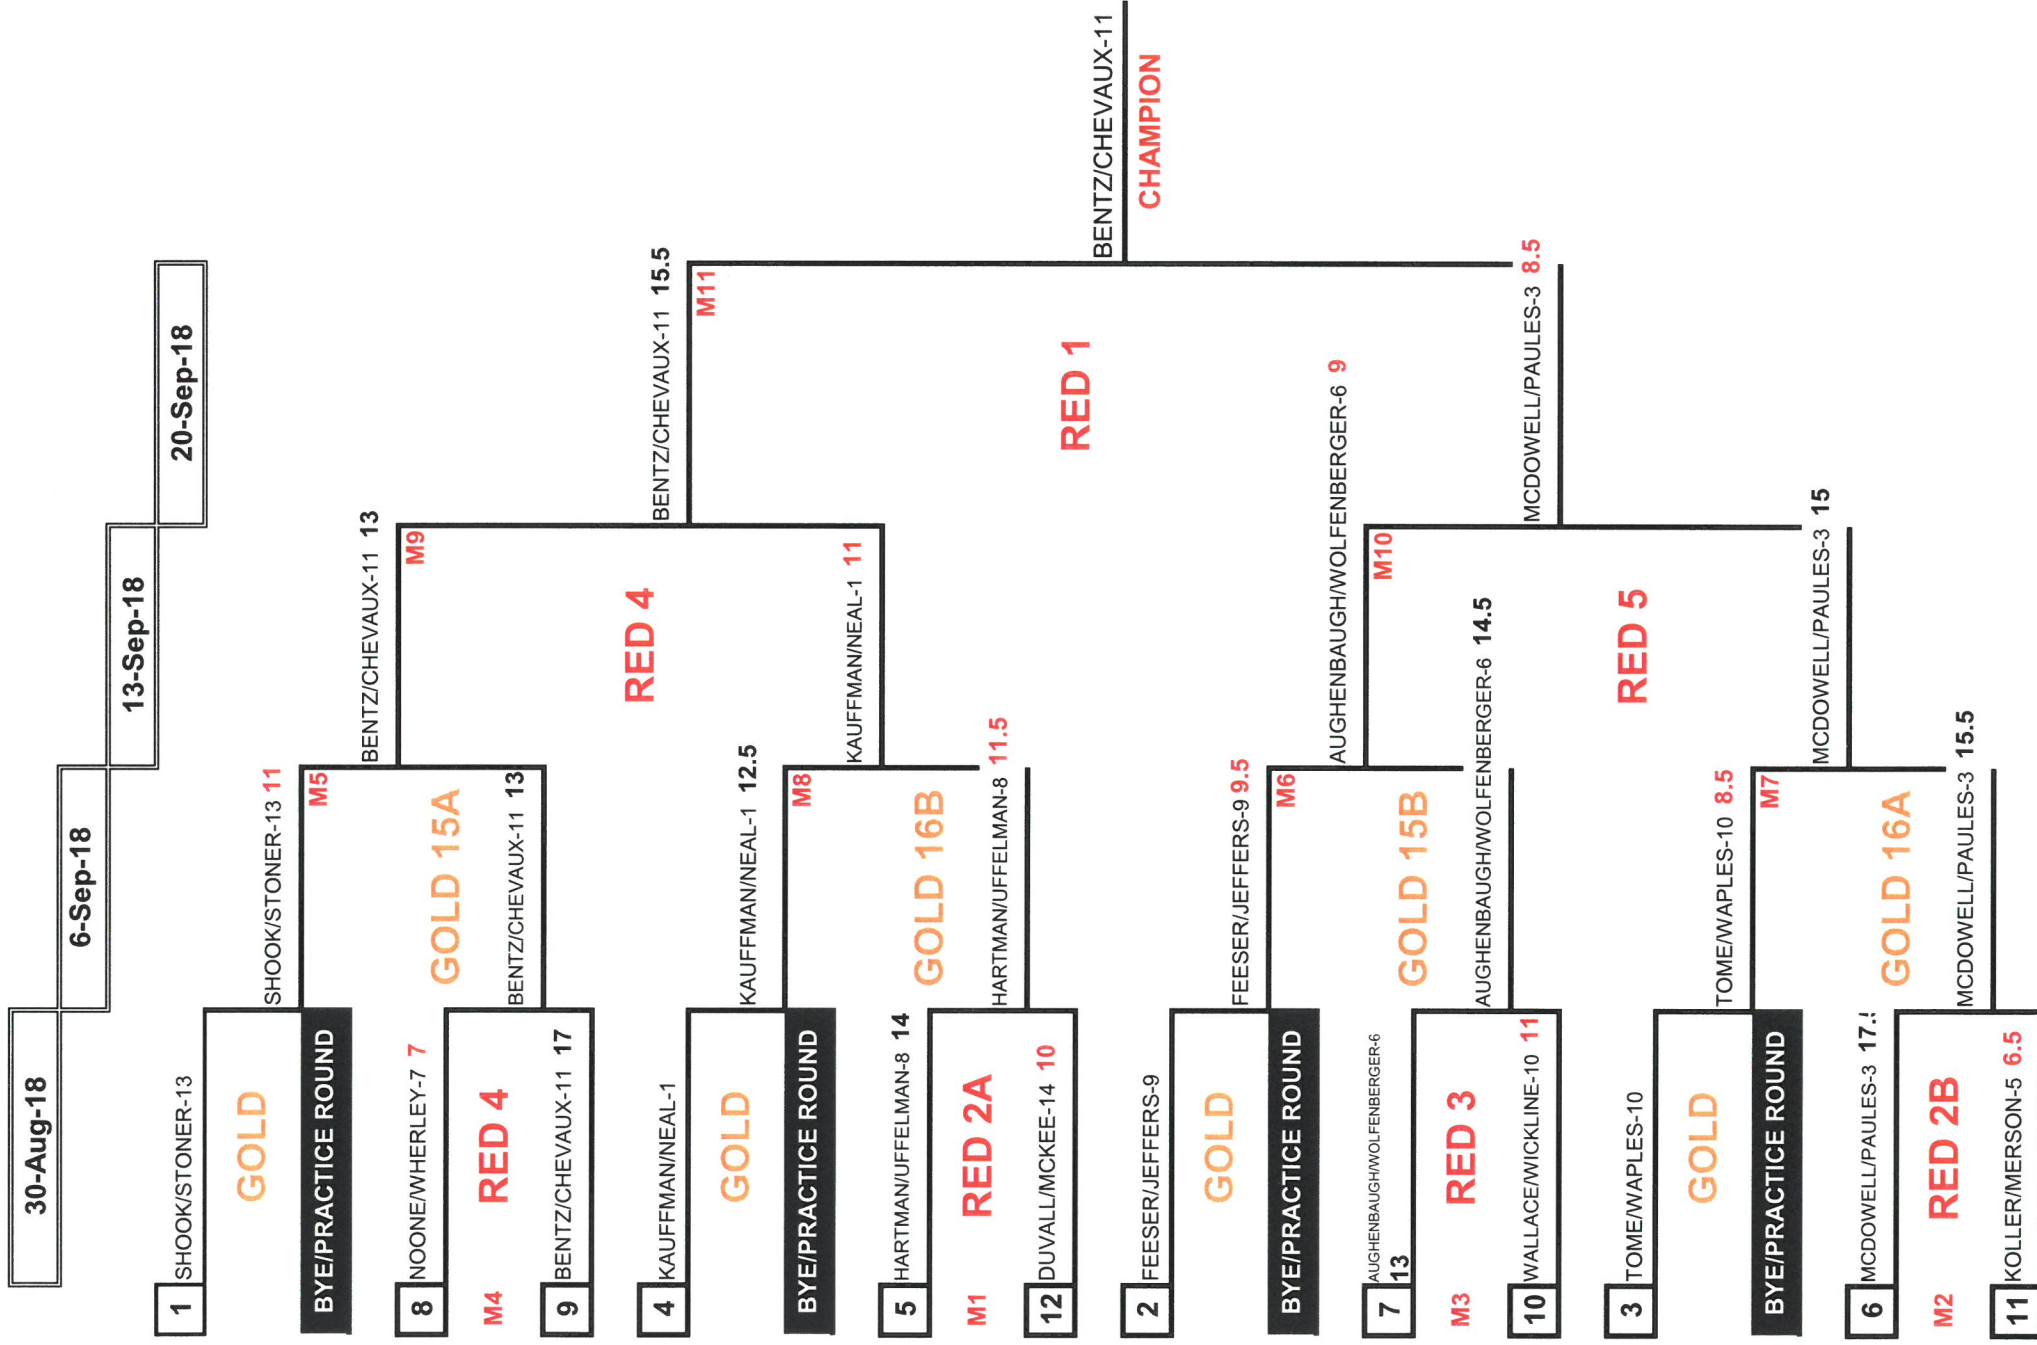 30-Aug-18
6-Sep-18
13-Sep-18
20-Sep-18
1
SHOOK/STONER-13
GOLD
BYE/PRACTICE ROUND
8
NOONE/WHERLEY-7 7
M4
RED 4
9
BENTZ/CHEVAUX-11 17
4
KAUFFMAN/NEAL-1
GOLD
BYE/PRACTICE ROUND
5
HARTMAN/UFFELMAN-8 14
M1
RED 2A
12
DUVALL/MCKEE-14 10
2
FEESER/JEFFERS-9
GOLD
BYE/PRACTICE ROUND
7
AUGHENBAUGH/WOLFENBERGER-6
13
M3
RED 3
10
WALLACE/WICKLINE-10 11
3
TOME/WAPLES-10
GOLD
BYE/PRACTICE ROUND
6
MCDOWELL/PAULES-3 17.
M2
RED 2B
11
KOLLER/MERSON-5 6.5
SHOOK/STONER-13 11
M5
GOLD 15A
BENTZ/CHEVAUX-11 13
KAUFFMAN/NEAL-1 12.5
M8
GOLD 16B
HARTMAN/UFFELMAN-8 11.5
FEESER/JEFFERS-9 9.5
M6
GOLD 15B
AUGHENBAUGH/WOLFENBERGER-6 14.5
TOME/WAPLES-10 8.5
M7
GOLD 16A
MCDOWELL/PAULES-3 15.5
BENTZ/CHEVAUX-11 13
M9
RED 4
KAUFFMAN/NEAL-1 11
AUGHENBAUGH/WOLFENBERGER-6 9
M10
RED 5
MCDOWELL/PAULES-3 15
BENTZ/CHEVAUX-11 15.5
M11
RED 1
MCDOWELL/PAULES-3 8.5
BENTZ/CHEVAUX-11
CHAMPION